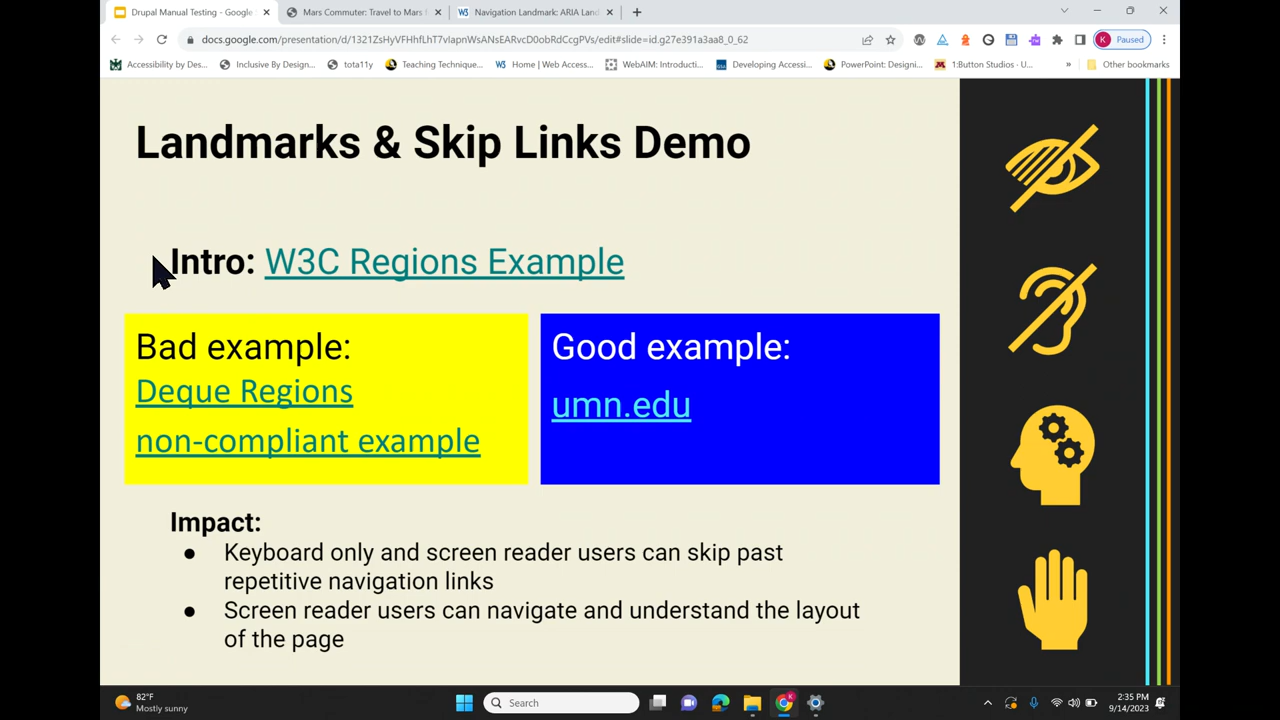 Drupal Manual Testing - Google
Mars Commuter: Travel to Mars f
Navigation Landmark: ARIA Land
docs.google.com/presentation/d/1321ZsHyVFHhfLhT7vIapnWsANsEARvcD0obRdCcgPVs/edit#slide=id.g27e391a3aa8_0_62
K Paused
Accessibility by Des...
Inclusive By Design...
tota11y
Teaching Technique...
Home | Web Access...
WebAIM: Introducti...
Developing Accessi...
PowerPoint: Designi...
1:Button Studios - U...
»
Other bookmarks
Landmarks & Skip Links Demo
Intro: W3C Regions Example
Bad example:
Deque Regions
non-compliant example
Good example:
umn.edu
Impact:
● Keyboard only and screen reader users can skip past
repetitive navigation links
● Screen reader users can navigate and understand the layout
of the page
82°F
Mostly sunny
Search
2:35 PM
9/14/2023